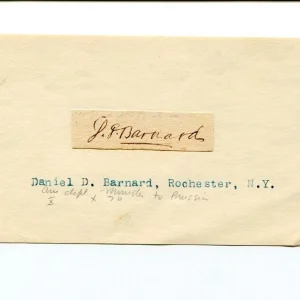 Barnard
Daniel D. Barnard, Rochester, N.Y.
Minister to Prussia